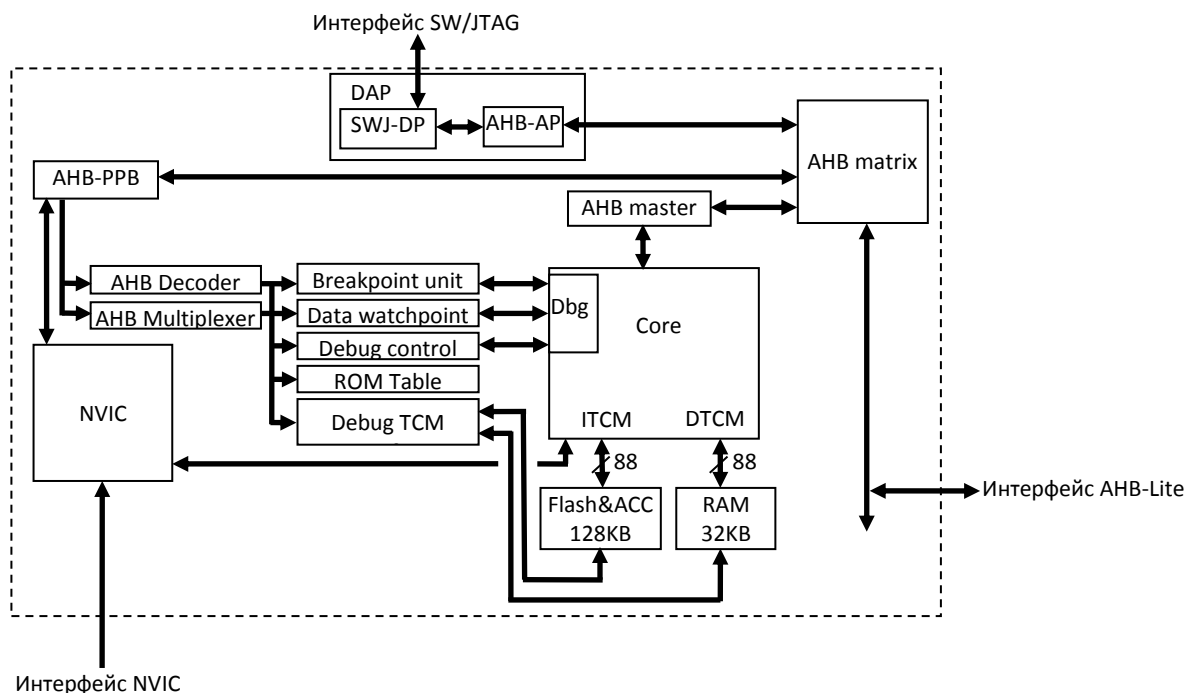 Интерфейс SW/JTAG
DAP
SWJ-DP
AHB-AP
AHB matrix
AHB-PPB
AHB master
AHB Decoder
AHB Multiplexer
Breakpoint unit
Data watchpoint
Debug control
ROM Table
Debug TCM
Dbg
Core
ITCM
DTCM
NVIC
88
88
Flash&ACC
128KB
RAM
32KB
Интерфейс AHB-Lite
Интерфейс NVIC